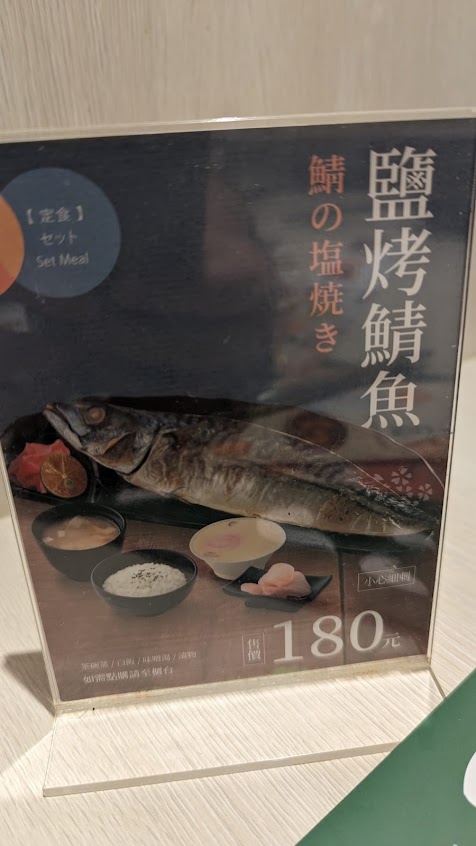 鹽烤鯖魚
鯖の塩焼き
【 定食 】
セット
Set Meal
小心細刺
售價
180元
茶碗蒸 / 白飯 / 味噌湯 / 漬物
如需點購請至櫃台